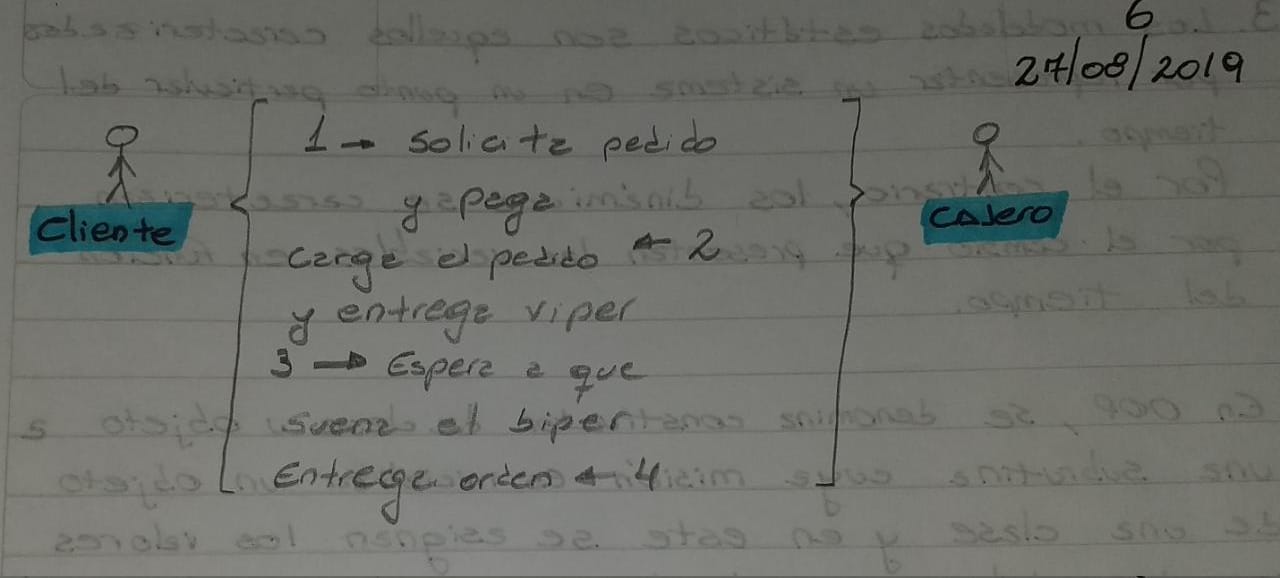 6
27/08/2019
1 → Solicita pedido
y paga
Carga el pedido ← 2
y entrega viper
3 → Espera a que
suena el biper
Entrega orden ← 4
Cliente
Cajero